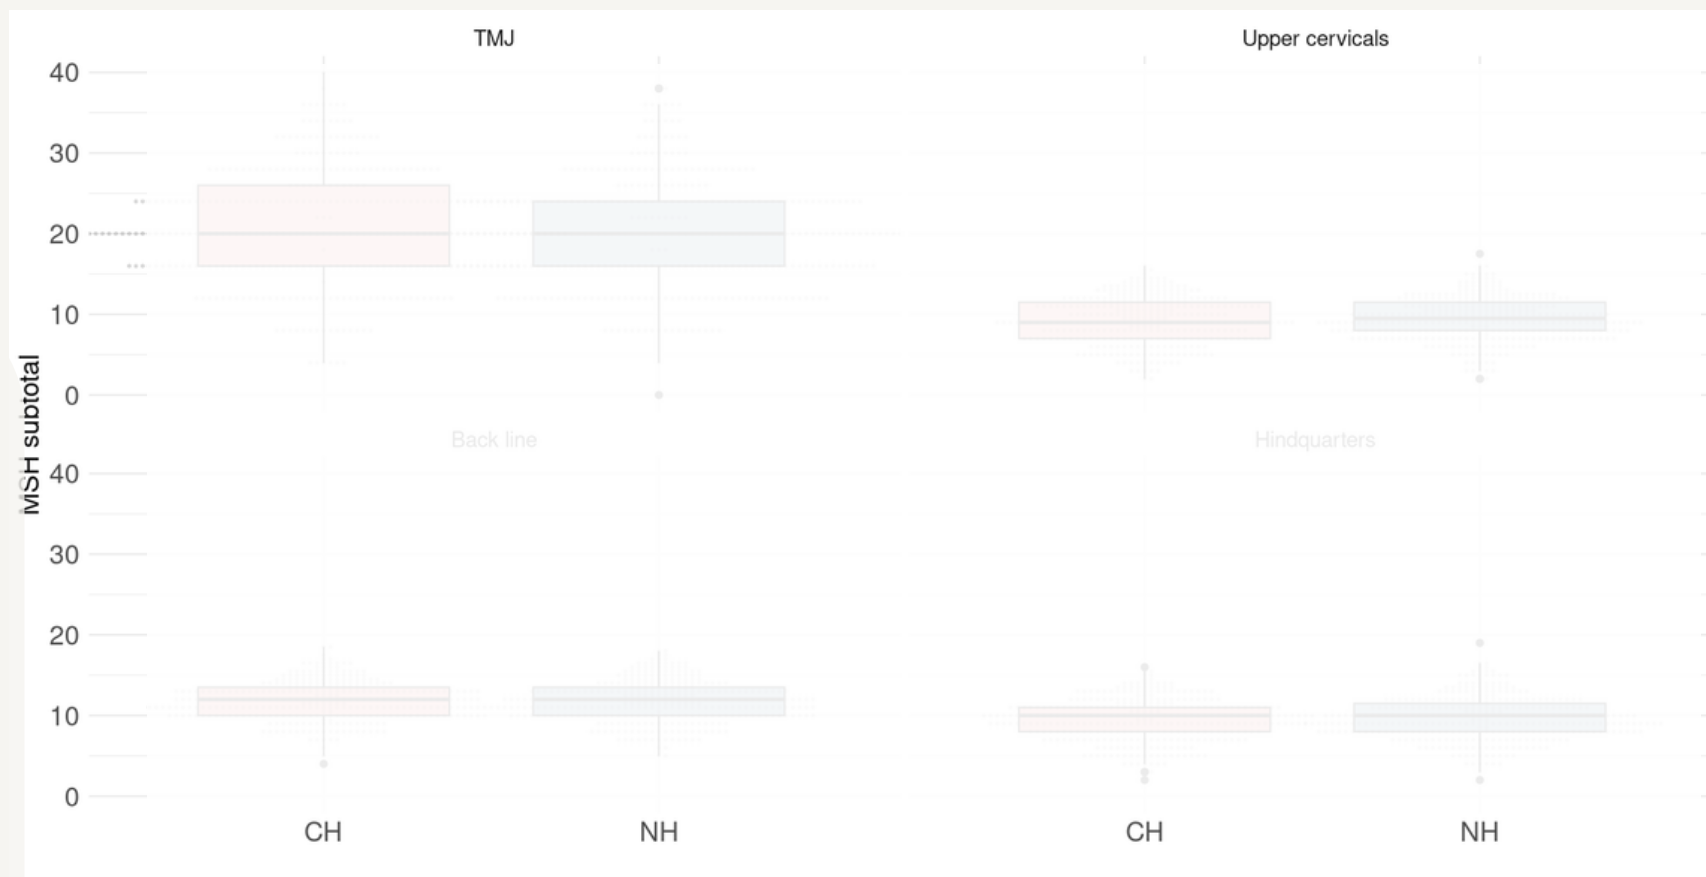 TMJ
Upper cervicals
40
30
20
10
0
MSH subtotal
Back line
Hindquarters
40
30
20
10
0
CH
NH
CH
NH